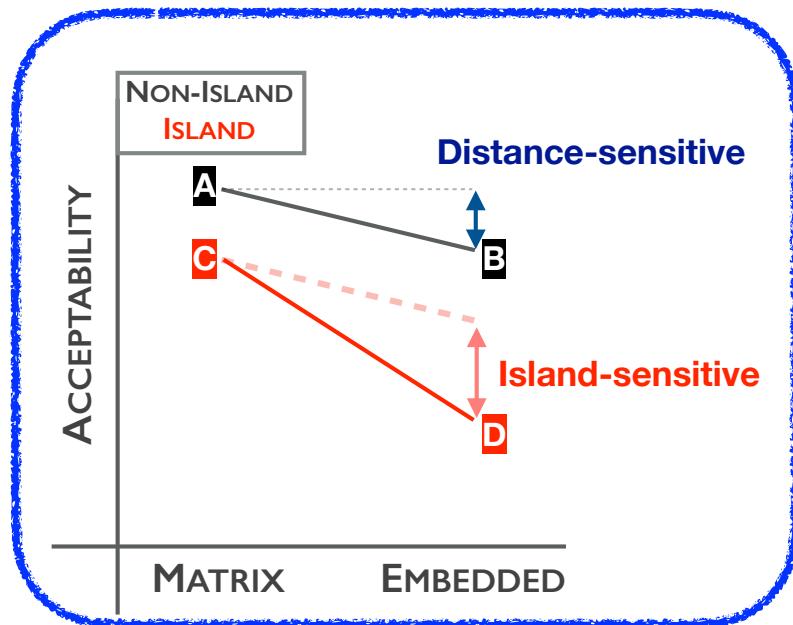 NON-ISLAND
ISLAND
Distance-sensitive
A
B
C
Island-sensitive
D
ACCEPTABILITY
MATRIX
EMBEDDED